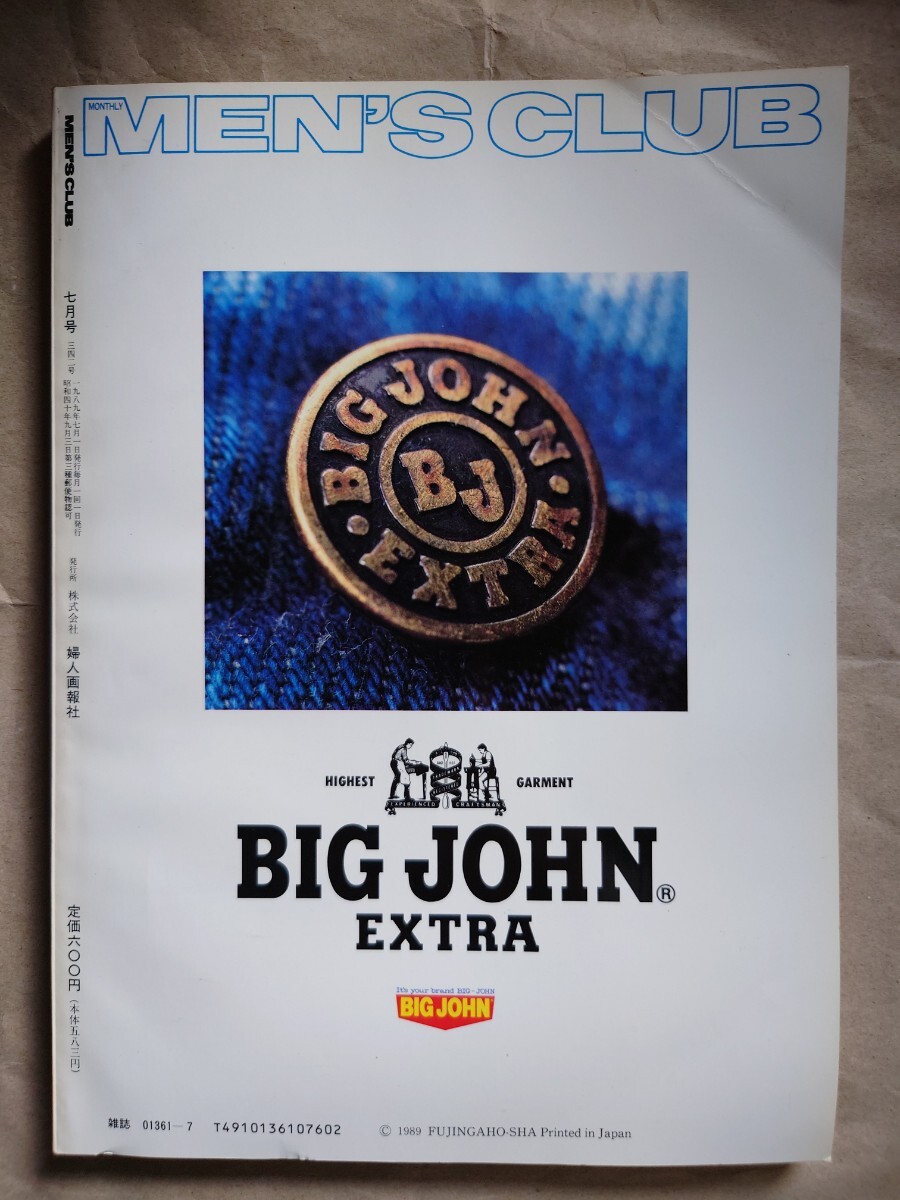 MONTHLY
MEN'S CLUB
MEN'S CLUB
七月号
三四二号
一九八九年七月一日発行毎月一回一日発行
昭和四十年九月三日第三種郵便物認可
発行所
株式会社
婦人画報社
定価六〇〇円
(本体五八三円)
BIG JOHN
BJ
EXTRA
HIGHEST
GARMENT
EXPERIENCED
CRAFTSMAN
BIG JOHN®
EXTRA
It's your brand BIG-JOHN
BIG JOHN®
雑誌 01361-7
T4910136107602
© 1989 FUJINGAHO-SHA Printed in Japan